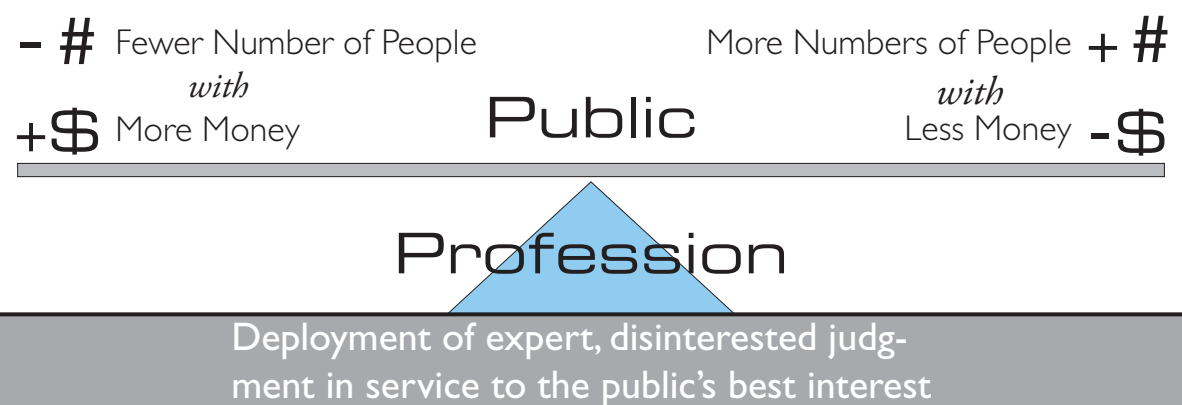 - # Fewer Number of People
with
+$ More Money
Public
More Numbers of People + #
with
Less Money -$
Profession
Deployment of expert, disinterested judg-
ment in service to the public's best interest